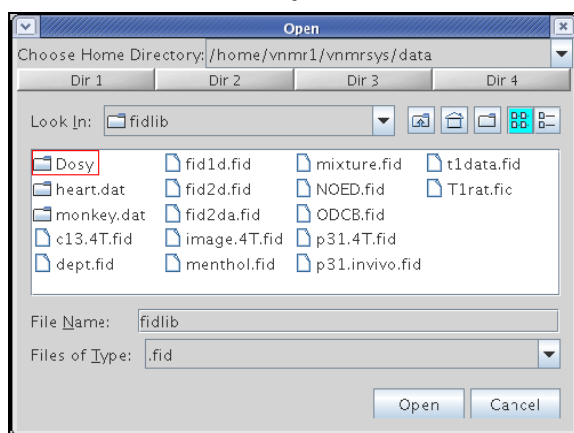 Open
Choose Home Directory: /home/vnmr1/vnmrsys/data
Dir 1 Dir 2 Dir 3 Dir 4
Look In: fidlib
Dosy fid1d.fid mixture.fid t1data.fid
heart.dat fid2d.fid NOED.fid T1rat.fic
monkey.dat fid2da.fid ODCB.fid
c13.4T.fid image.4T.fid p31.4T.fid
dept.fid menthol.fid p31.invivo.fid
File Name: fidlib
Files of Type: .fid
Open Cancel